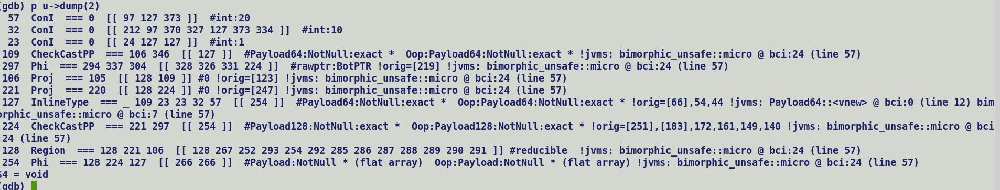 (gdb) p u->dump(2)
57 ConI === 0 [[ 97 127 373 ]] #int:20
32 ConI === 0 [[ 212 97 370 327 127 373 334 ]] #int:10
23 ConI === 0 [[ 24 127 127 ]] #int:1
109 CheckCastPP === 106 346 [[ 127 ]] #Payload64:NotNull:exact * Oop:Payload64:NotNull:exact * !jvms: bimorphic_unsafe::micro @ bci:24 (line 57)
297 Phi === 294 337 304 [[ 328 326 331 224 ]] #rawptr:BotPTR !orig=[219] !jvms: bimorphic_unsafe::micro @ bci:24 (line 57)
106 Proj === 105 [[ 128 109 ]] #0 !orig=[123] !jvms: bimorphic_unsafe::micro @ bci:24 (line 57)
221 Proj === 220 [[ 128 224 ]] #0 !orig=[247] !jvms: bimorphic_unsafe::micro @ bci:24 (line 57)
127 InlineType === _ 109 23 23 32 57 [[ 254 ]] #Payload64:NotNull:exact * Oop:Payload64:NotNull:exact * !orig=[66],54,44 !jvms: Payload64::<vnew> @ bci:0 (line 12) bim
orphic_unsafe::micro @ bci:7 (line 57)
224 CheckCastPP === 221 297 [[ 254 ]] #Payload128:NotNull:exact * Oop:Payload128:NotNull:exact * !orig=[251],[183],172,161,149,140 !jvms: bimorphic_unsafe::micro @ bci
:24 (line 57)
128 Region === 128 221 106 [[ 128 267 252 293 254 292 285 286 287 288 289 290 291 ]] #reducible !jvms: bimorphic_unsafe::micro @ bci:24 (line 57)
254 Phi === 128 224 127 [[ 266 266 ]] #Payload:NotNull * (flat array) Oop:Payload:NotNull * (flat array) !jvms: bimorphic_unsafe::micro @ bci:24 (line 57)
$4 = void
(gdb)